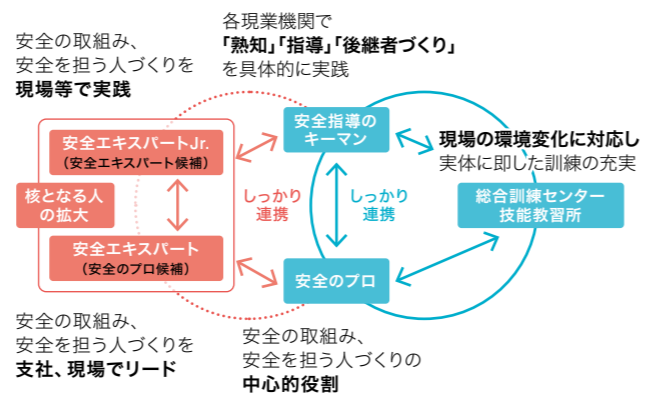 安全の取組み、
安全を担う人づくりを
現場等で実践
各現業機関で
「熟知」「指導」「後継者づくり」
を具体的に実践
安全エキスパートJr.
（安全エキスパート候補）
安全指導の
キーマン
現場の環境変化に対応し
実体に即した訓練の充実
核となる人
の拡大
しっかり
連携
しっかり
連携
総合訓練センター
技能教習所
安全エキスパート
（安全のプロ候補）
安全のプロ
安全の取組み、
安全を担う人づくりを
支社、現場でリード
安全の取組み、
安全を担う人づくりの
中心的役割